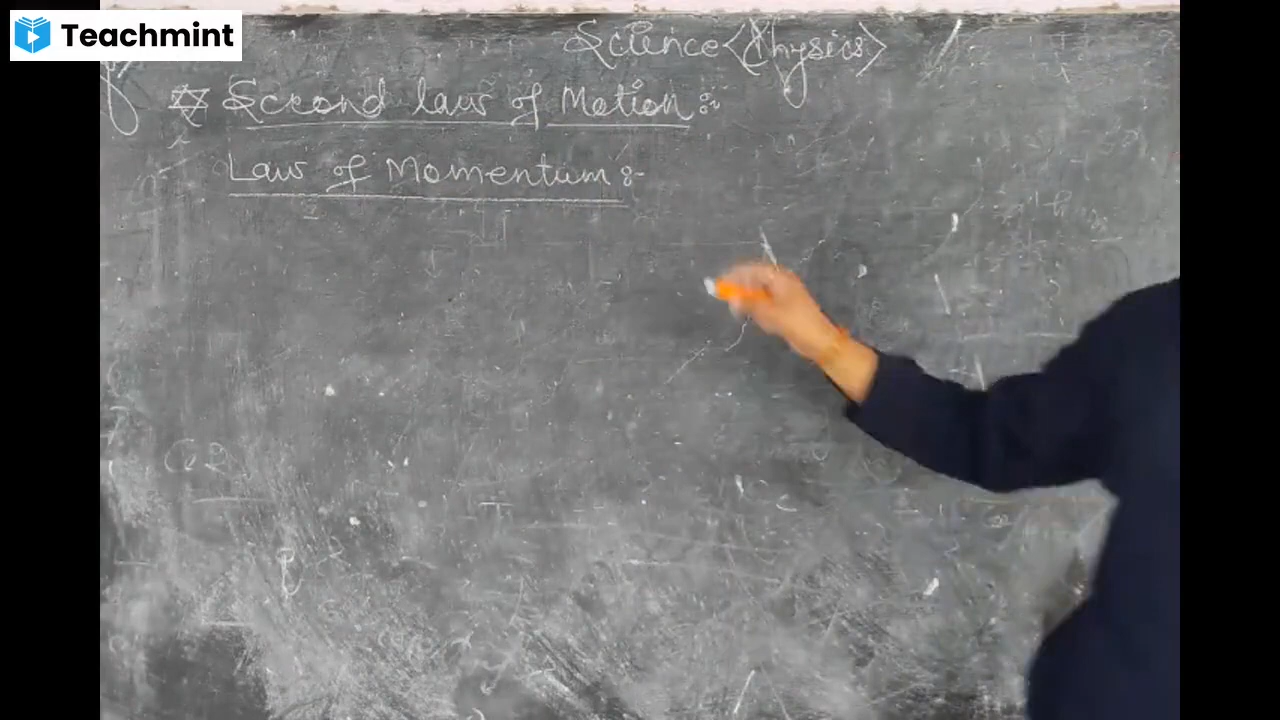 Teachmint
Science <Physics>
Second law of Motion :-
Law of Momentum :-